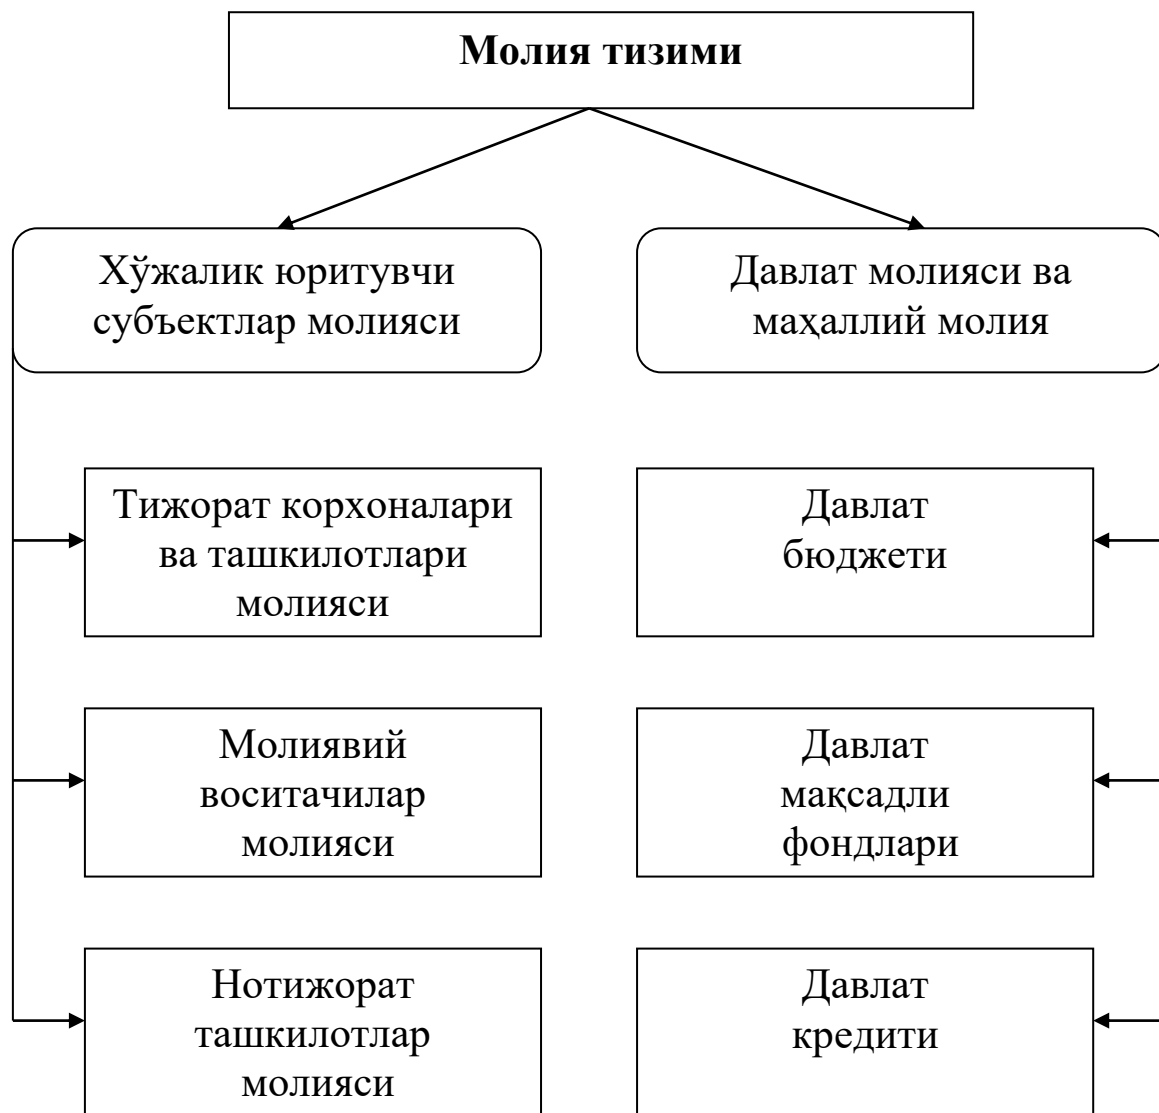 Молия тизими
Хўжалик юритувчи
субъектлар молияси
Давлат молияси ва
маҳаллий молия
Тижорат корхоналари
ва ташкилотлари
молияси
Давлат
бюджети
Молиявий
воситачилар
молияси
Давлат
мақсадли
фондлари
Нотижорат
ташкилотлар
молияси
Давлат
кредити